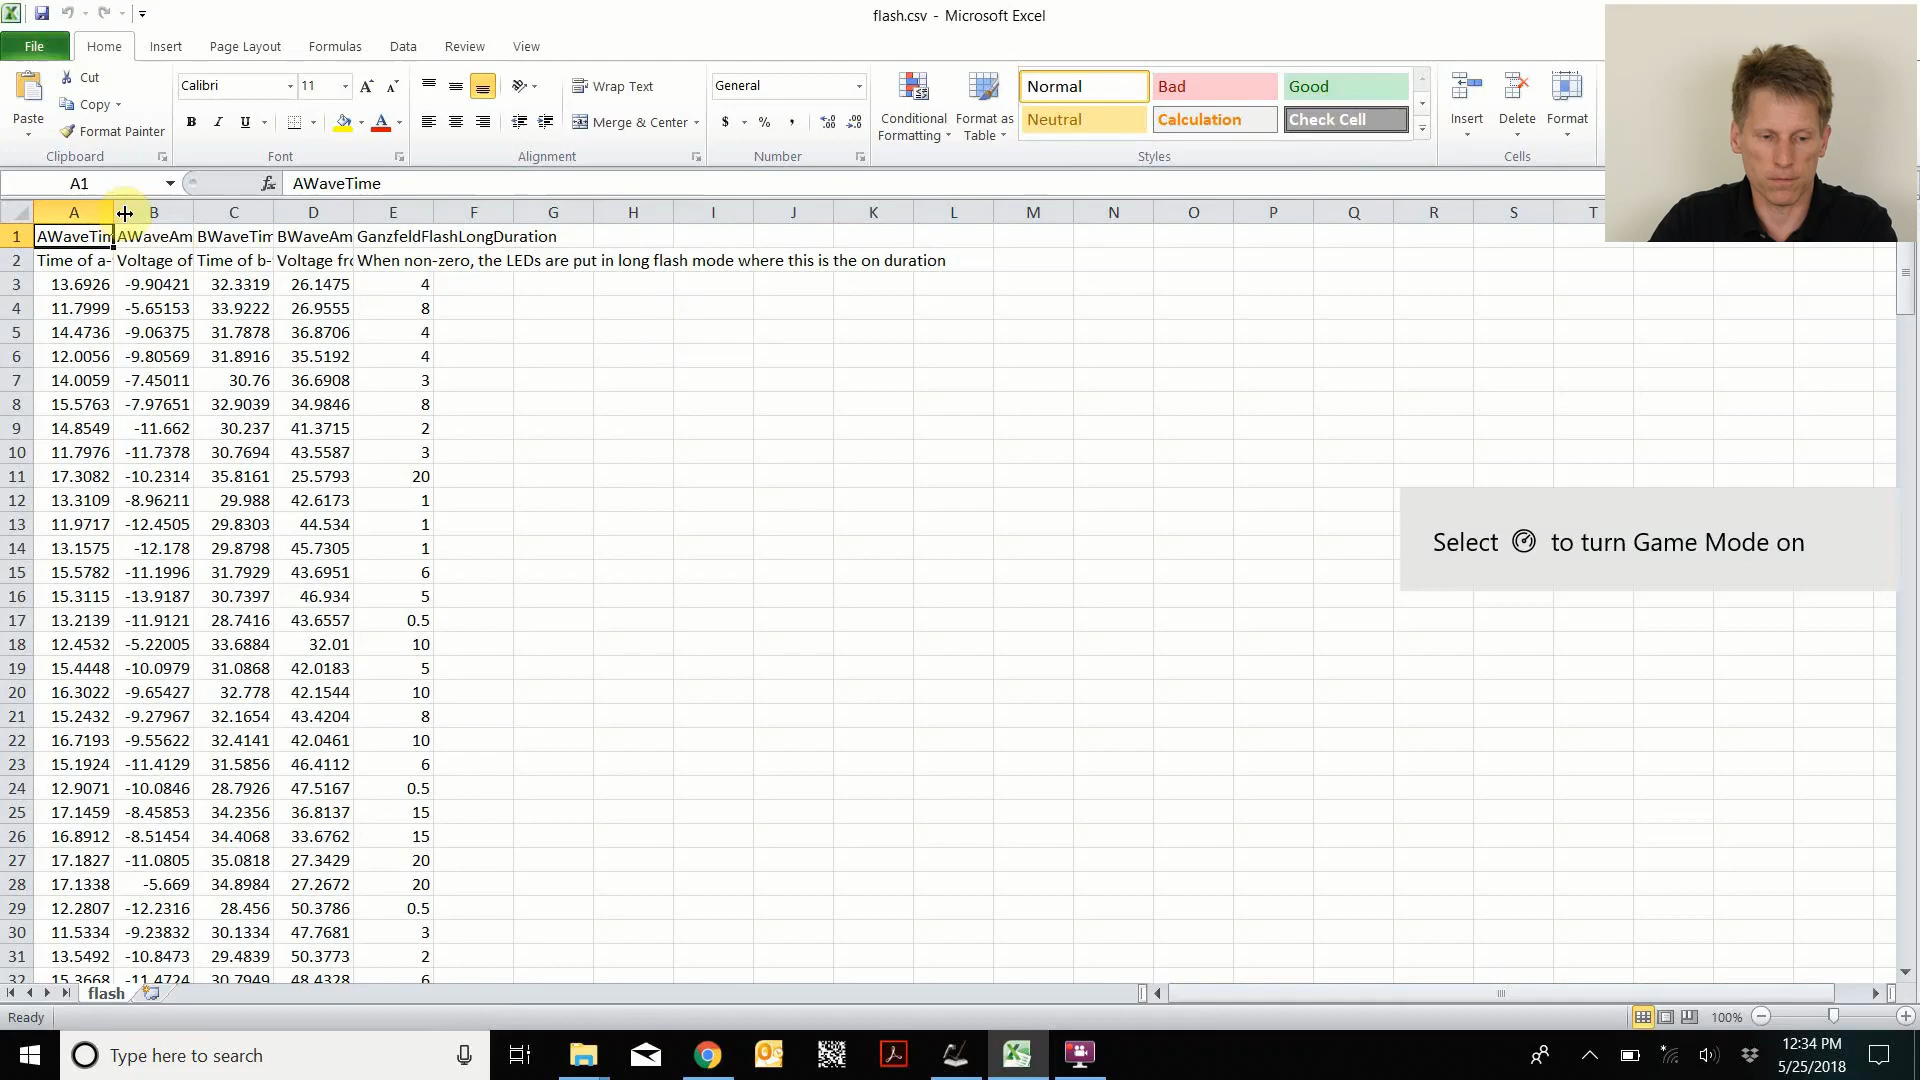 flash.csv - Microsoft Excel
File Home Insert Page Layout Formulas Data Review View
Paste
Cut
Copy
Format Painter
Clipboard
Calibri 11
B I U
Font
Wrap Text
Merge & Center
Alignment
General
$ % ,
Number
Conditional Formatting
Format as Table
Normal Bad Good
Neutral Calculation Check Cell
Styles
Insert Delete Format
Cells
A1 fx AWaveTime
A B C D E F G H I J K L M N O P Q R S T
1 AWaveTim AWaveAm BWaveTim BWaveAm GanzfeldFlashLongDuration
2 Time of a- Voltage of Time of b- Voltage fro When non-zero, the LEDs are put in long flash mode where this is the on duration
3 13.6926 -9.90421 32.3319 26.1475 4
4 11.7999 -5.65153 33.9222 26.9555 8
5 14.4736 -9.06375 31.7878 36.8706 4
6 12.0056 -9.80569 31.8916 35.5192 4
7 14.0059 -7.45011 30.76 36.6908 3
8 15.5763 -7.97651 32.9039 34.9846 8
9 14.8549 -11.662 30.237 41.3715 2
10 11.7976 -11.7378 30.7694 43.5587 3
11 17.3082 -10.2314 35.8161 25.5793 20
12 13.3109 -8.96211 29.988 42.6173 1
13 11.9717 -12.4505 29.8303 44.534 1
14 13.1575 -12.178 29.8798 45.7305 1
15 15.5782 -11.1996 31.7929 43.6951 6
16 15.3115 -13.9187 30.7397 46.934 5
17 13.2139 -11.9121 28.7416 43.6557 0.5
18 12.4532 -5.22005 33.6884 32.01 10
19 15.4448 -10.0979 31.0868 42.0183 5
20 16.3022 -9.65427 32.778 42.1544 10
21 15.2432 -9.27967 32.1654 43.4204 8
22 16.7193 -9.55622 32.4141 42.0461 10
23 15.1924 -11.4129 31.5856 46.4112 6
24 12.9071 -10.0846 28.7926 47.5167 0.5
25 17.1459 -8.45853 34.2356 36.8137 15
26 16.8912 -8.51454 34.4068 33.6762 15
27 17.1827 -11.0805 35.0818 27.3429 20
28 17.1338 -5.669 34.8984 27.2672 20
29 12.2807 -12.2316 28.456 50.3786 0.5
30 11.5334 -9.23832 30.1334 47.7681 3
31 13.5492 -10.8473 29.4839 50.3773 2
32 15.3668 -11.4724 30.7949 48.4328 6
Select to turn Game Mode on
flash
Ready 100%
Type here to search
12:34 PM
5/25/2018